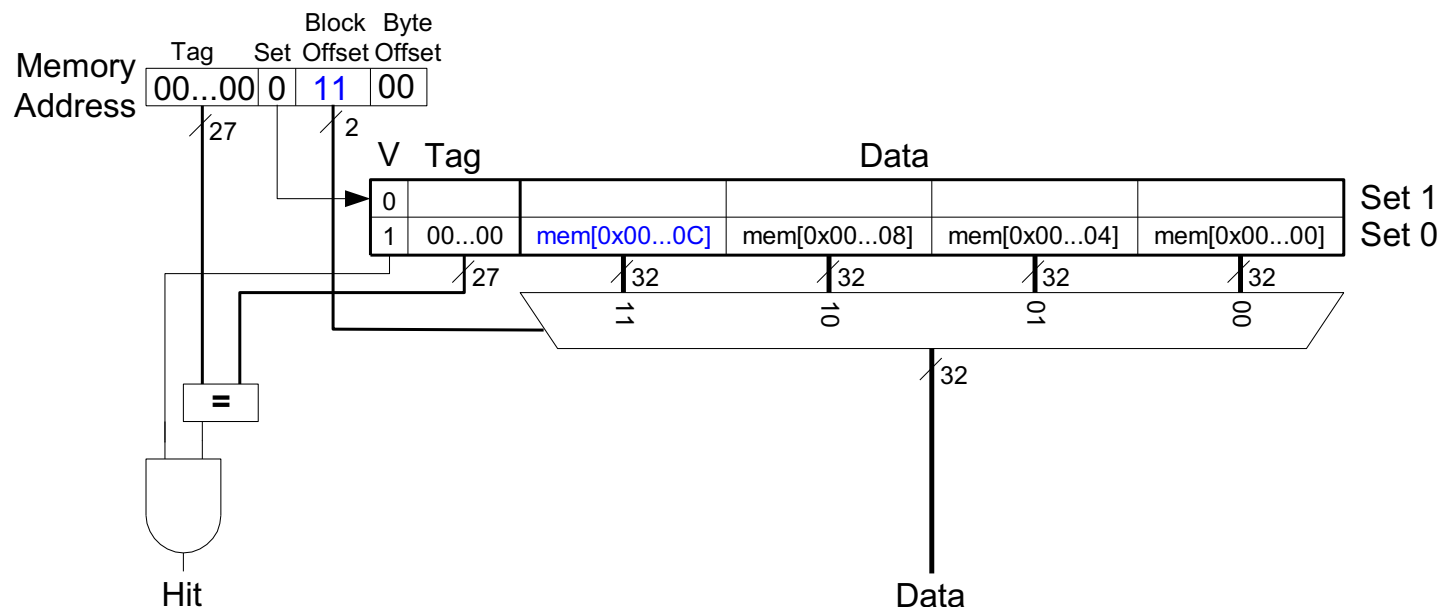 Block Byte
Tag Set Offset Offset
Memory Address 00...00 0 11 00
27 2
V Tag Data
0 Set 1
1 00...00 mem[0x00...0C] mem[0x00...08] mem[0x00...04] mem[0x00...00] Set 0
27 32 32 32 32
11 10 01 00
32
=
Hit Data